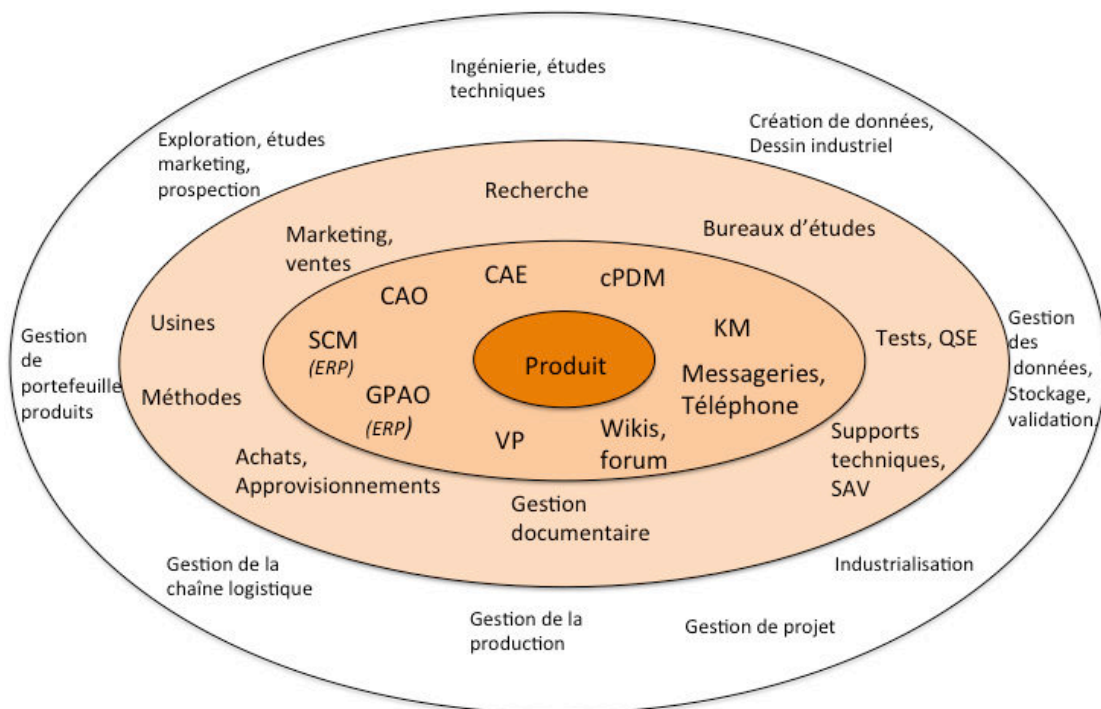 Ingénierie, études
techniques
Création de données,
Dessin industriel
Exploration, études
marketing,
prospection
Recherche
Bureaux d’études
Marketing,
ventes
CAE
cPDM
CAO
Usines
KM
Gestion
de
portefeuille
produits
SCM
(ERP)
Produit
Tests, QSE
Gestion
des
données,
Stockage,
validation.
Méthodes
GPAO
(ERP)
Messageries,
Téléphone
VP
Wikis,
forum
Supports
techniques,
SAV
Achats,
Approvisionnements
Gestion
documentaire
Gestion de la
chaîne logistique
Industrialisation
Gestion de la
production
Gestion de projet